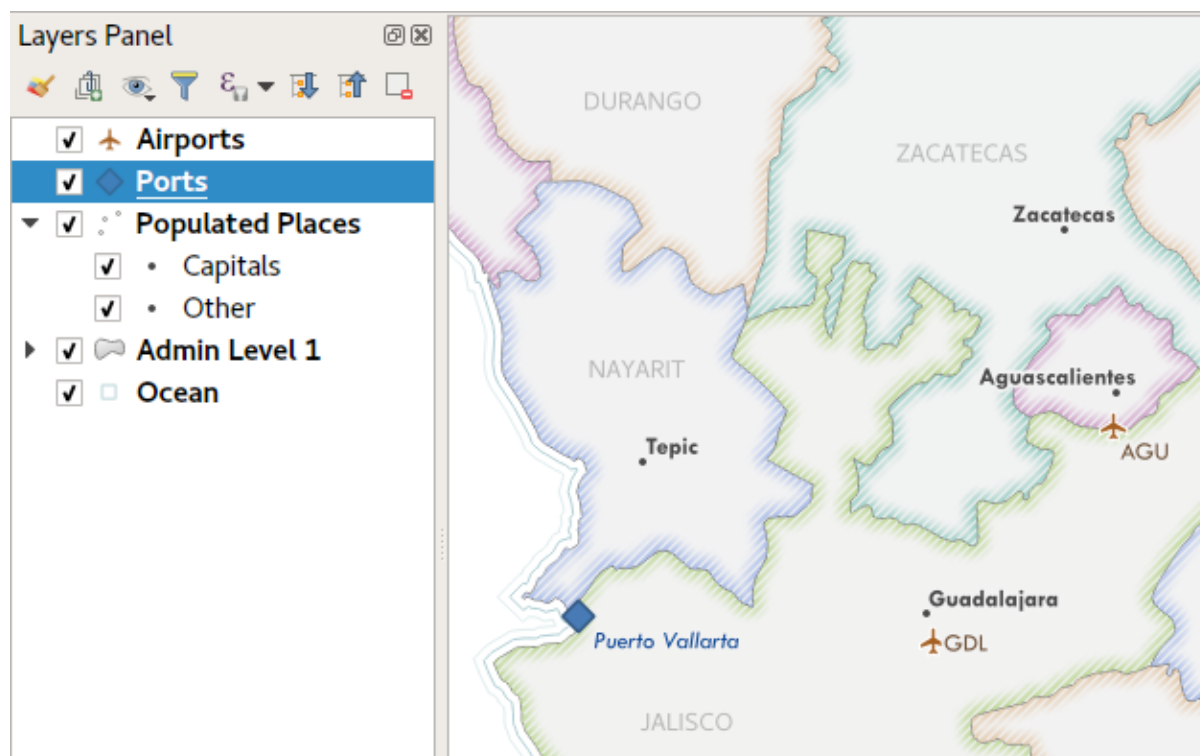 Layers Panel
Airports
Ports
Populated Places
Capitals
Other
Admin Level 1
Ocean
DURANGO
ZACATECAS
Zacatecas
NAYARIT
Aguascalientes
Tepic
AGU
Guadalajara
Puerto Vallarta
GDL
JALISCO